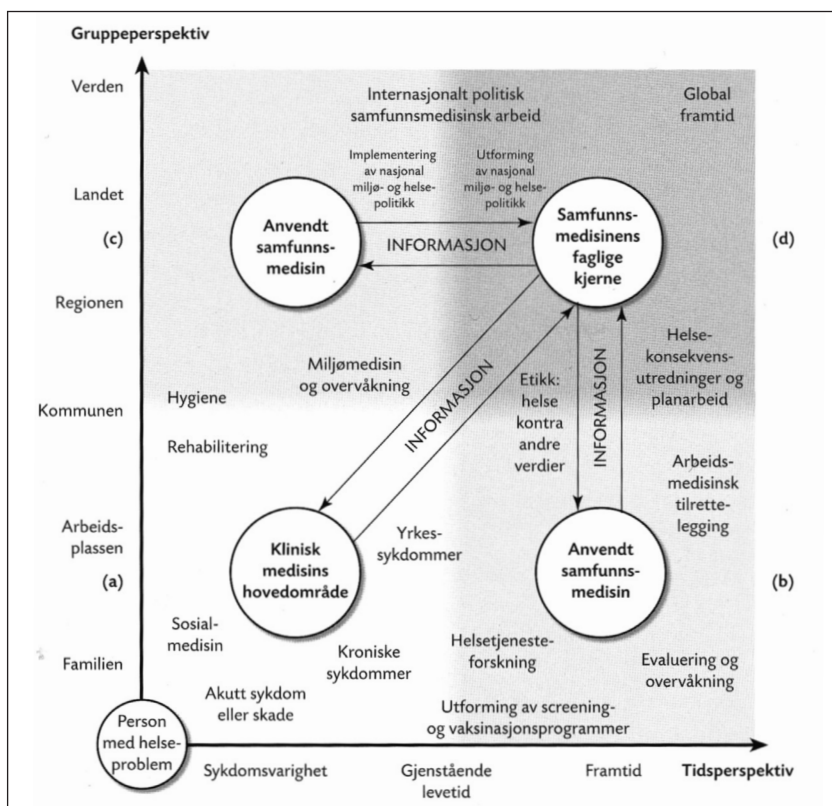 Gruppeperspektiv
Verden
Internasjonalt politisk
samfunnsmedisinsk arbeid
Global
framtid
Implementering
av nasjonal
miljø- og helse-
politikk
Utforming
av nasjonal
miljø- og helse-
politikk
Landet
(c)
Anvendt
samfunns-
medisin
INFORMASJON
Samfunns-
medisinens
faglige
kjerne
(d)
Regionen
Miljømedisin
og overvåkning
INFORMASJON
Etikk:
helse
kontra
andre
verdier
INFORMASJON
Helse-
konsekvens-
utredninger og
planarbeid
Hygiene
Kommunen
Rehabilitering
Arbeids-
medisinsk
tilrette-
legging
Arbeids-
plassen
(a)
Klinisk
medisins
hovedområde
Yrkes-
sykdommer
Anvendt
samfunns-
medisin
(b)
Sosial-
medisin
Familien
Kroniske
sykdommer
Helsetjeneste-
forskning
Evaluering og
overvåkning
Akutt sykdom
eller skade
Utforming av screening-
og vaksinasjonsprogrammer
Person
med helse-
problem
Sykdomsvarighet
Gjenstående
levetid
Framtid
Tidsperspektiv